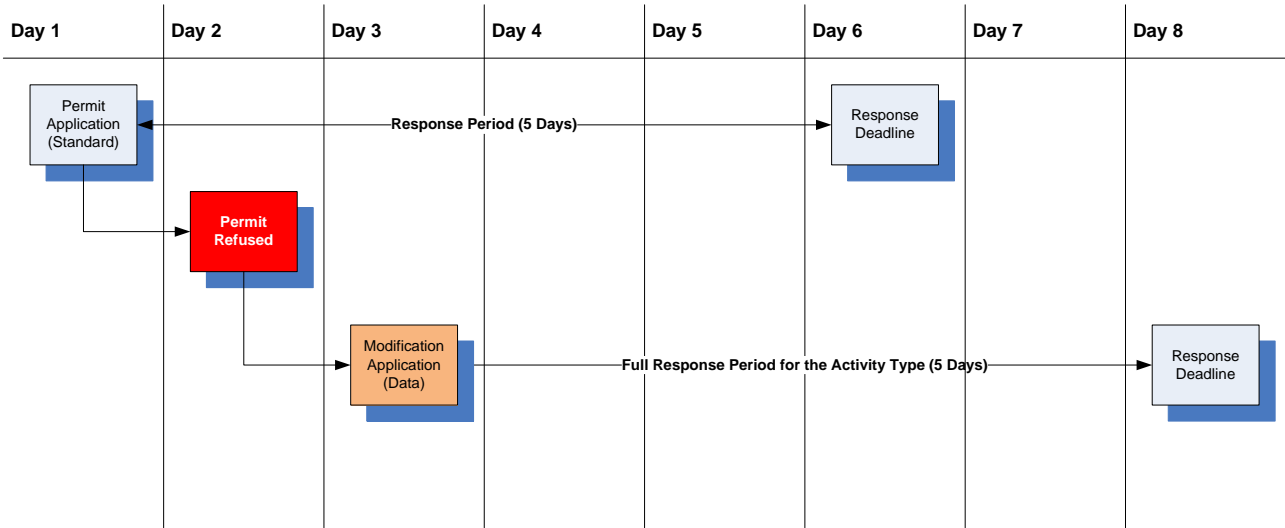 Day 1
Day 2
Day 3
Day 4
Day 5
Day 6
Day 7
Day 8
Permit
Application
(Standard)
Response Period (5 Days)
Response
Deadline
Permit
Refused
Modification
Application
(Data)
Full Response Period for the Activity Type (5 Days)
Response
Deadline